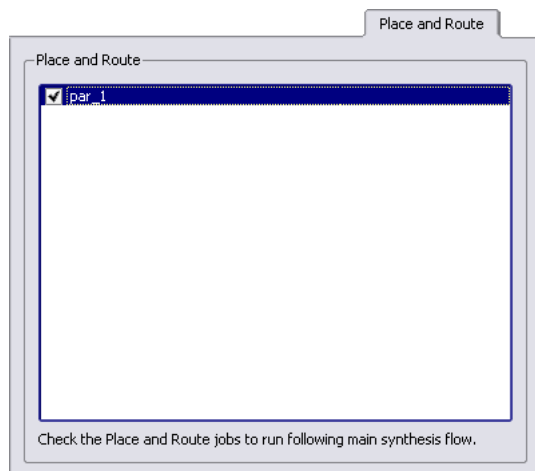 Place and Route
Place and Route
par_1
Check the Place and Route jobs to run following main synthesis flow.